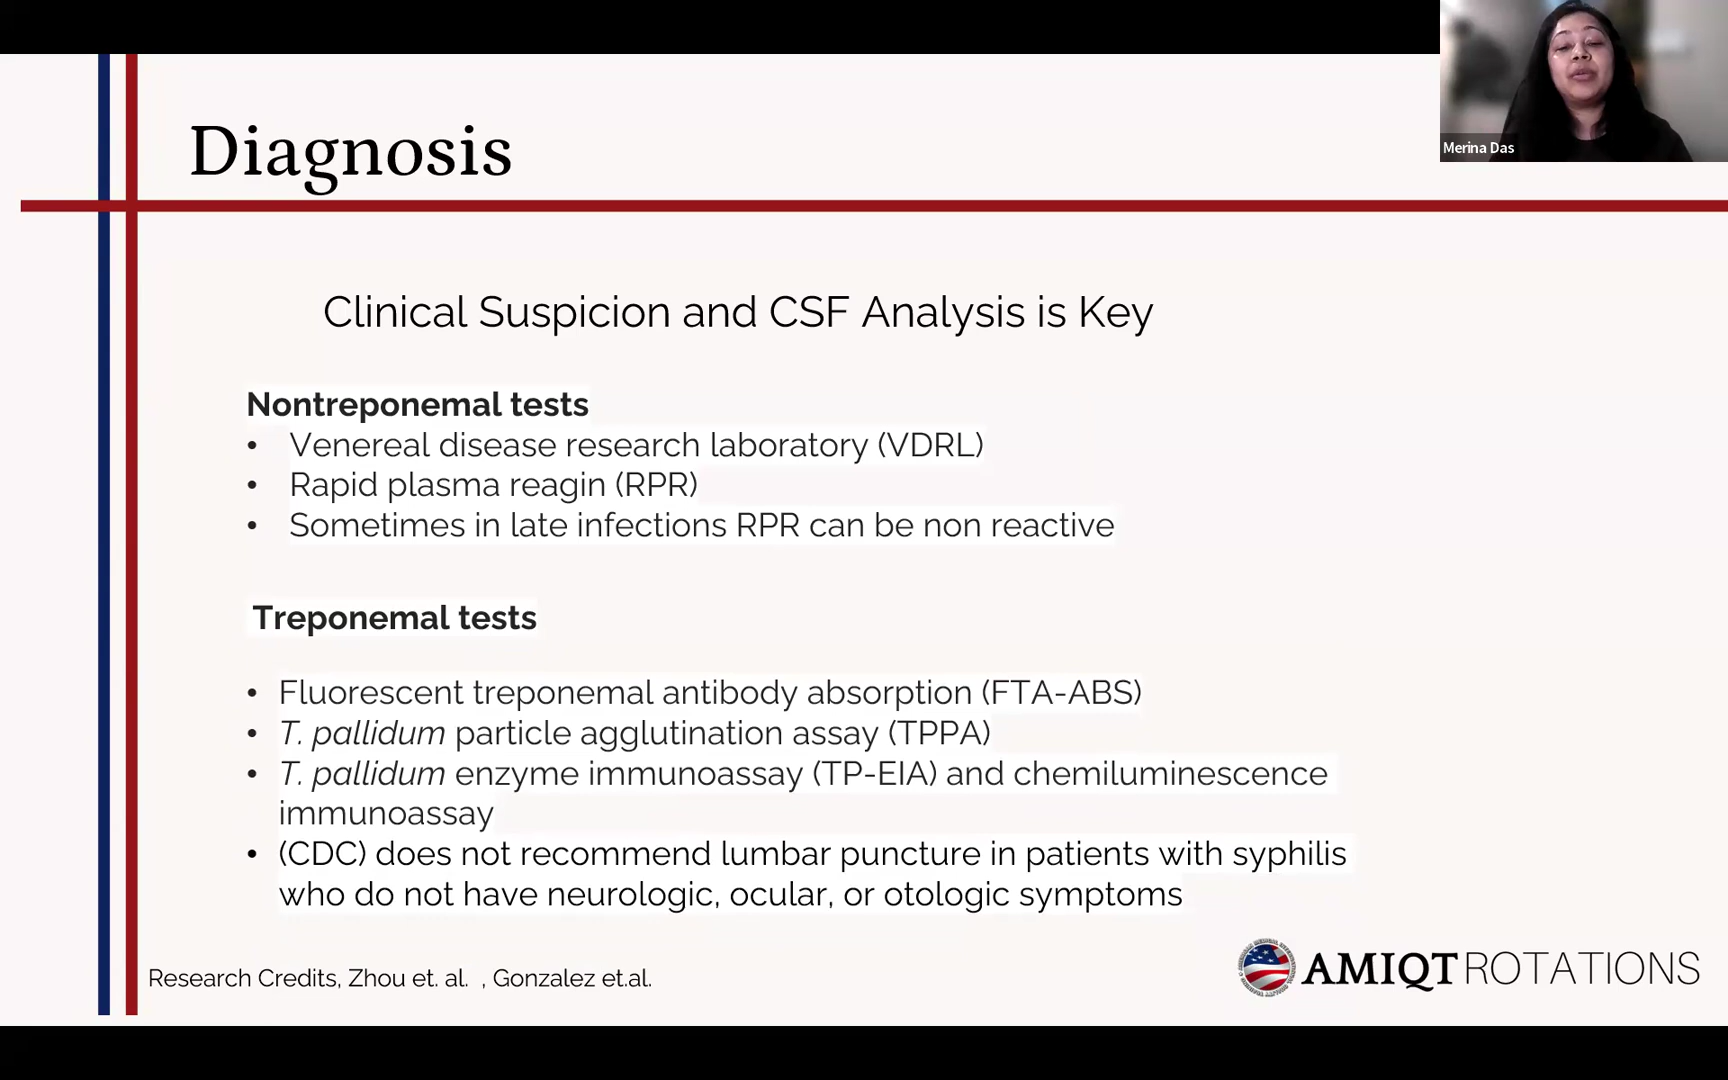 Merina Das
Diagnosis
Clinical Suspicion and CSF Analysis is Key
Nontreponemal tests
• Venereal disease research laboratory (VDRL)
• Rapid plasma reagin (RPR)
• Sometimes in late infections RPR can be non reactive
Treponemal tests
• Fluorescent treponemal antibody absorption (FTA-ABS)
• T. pallidum particle agglutination assay (TPPA)
• T. pallidum enzyme immunoassay (TP-EIA) and chemiluminescence
immunoassay
• (CDC) does not recommend lumbar puncture in patients with syphilis
who do not have neurologic, ocular, or otologic symptoms
Research Credits, Zhou et. al. , Gonzalez et.al.
AMIQT ROTATIONS